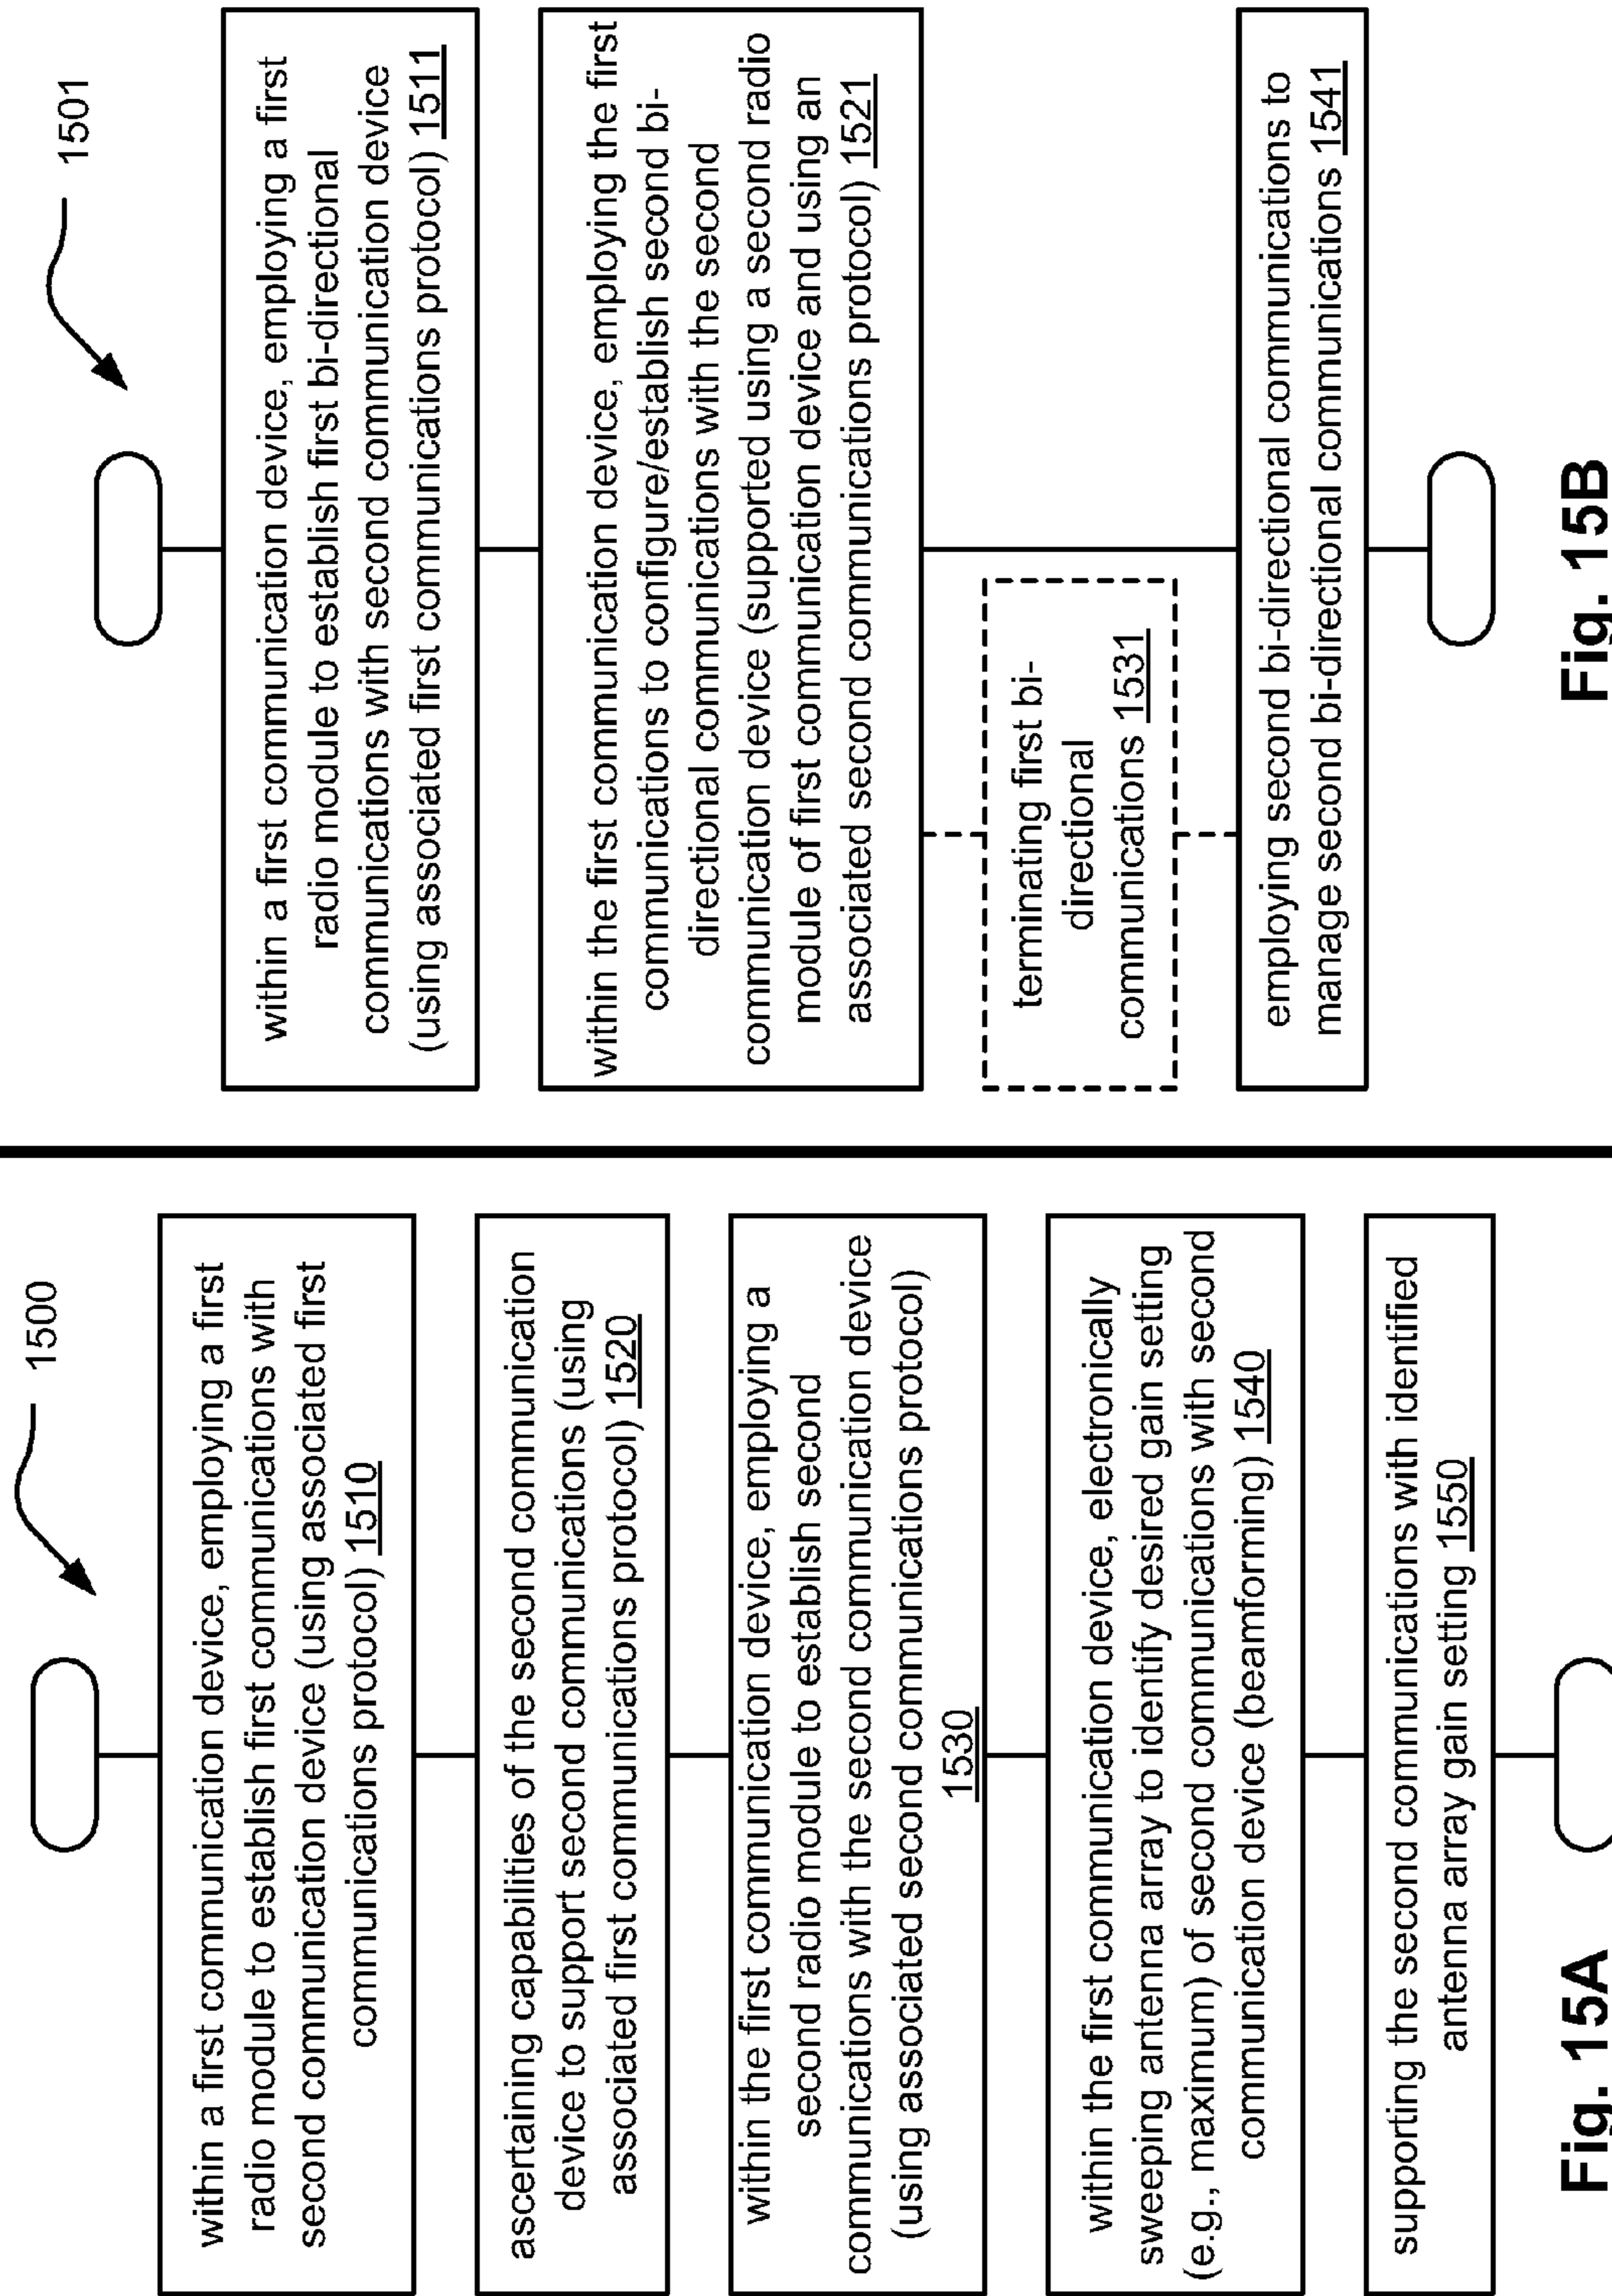 1500
within a first communication device, employing a first
radio module to establish first communications with
second communication device (using associated first
communications protocol) 1510
ascertaining capabilities of the second communication
device to support second communications (using
associated first communications protocol) 1520
within the first communication device, employing a
second radio module to establish second
communications with the second communication device
(using associated second communications protocol)
1530
within the first communication device, electronically
sweeping antenna array to identify desired gain setting
(e.g., maximum) of second communications with second
communication device (beamforming) 1540
supporting the second communications with identified
antenna array gain setting 1550
Fig. 15A
1501
within a first communication device, employing a first
radio module to establish first bi-directional
communications with second communication device
(using associated first communications protocol) 1511
within the first communication device, employing the first
communications to configure/establish second bi-
directional communications with the second
communication device (supported using a second radio
module of first communication device and using an
associated second communications protocol) 1521
terminating first bi-
directional
communications 1531
employing second bi-directional communications to
manage second bi-directional communications 1541
Fig. 15B